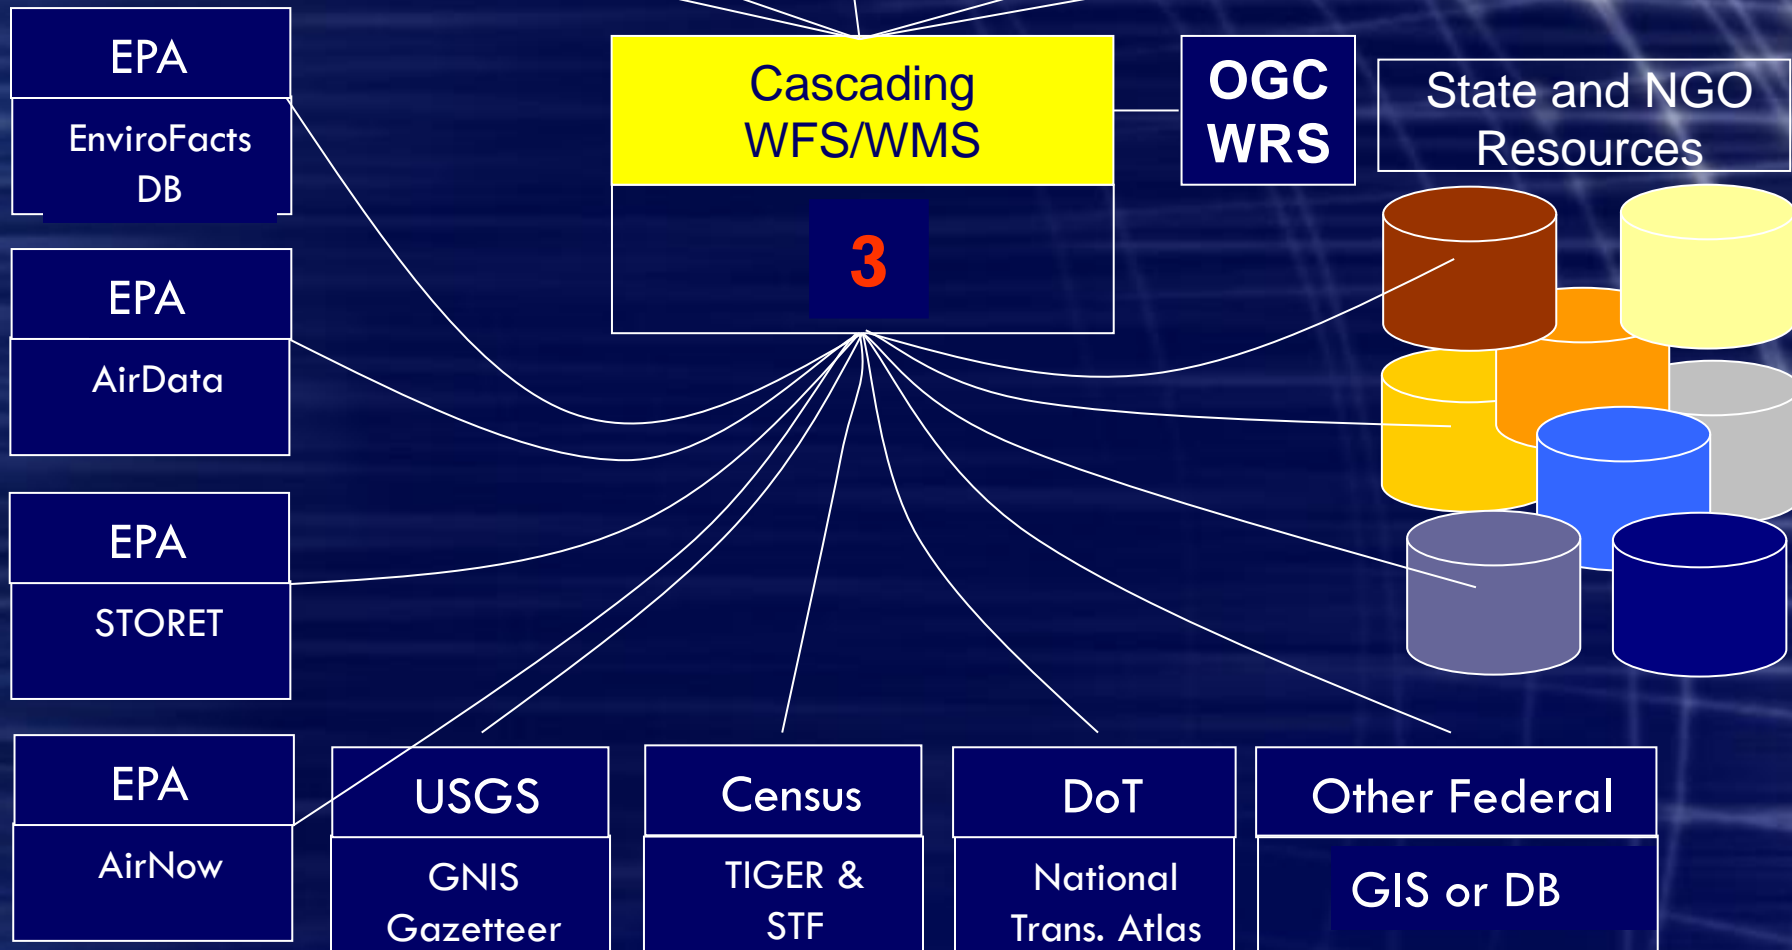 EPA
EnviroFacts
DB
EPA
AirData
EPA
STORET
EPA
AirNow
Cascading
WFS/WMS
3
OGC
WRS
State and NGO
Resources
USGS
GNIS
Gazetteer
Census
TIGER &
STF
DoT
National
Trans. Atlas
Other Federal
GIS or DB